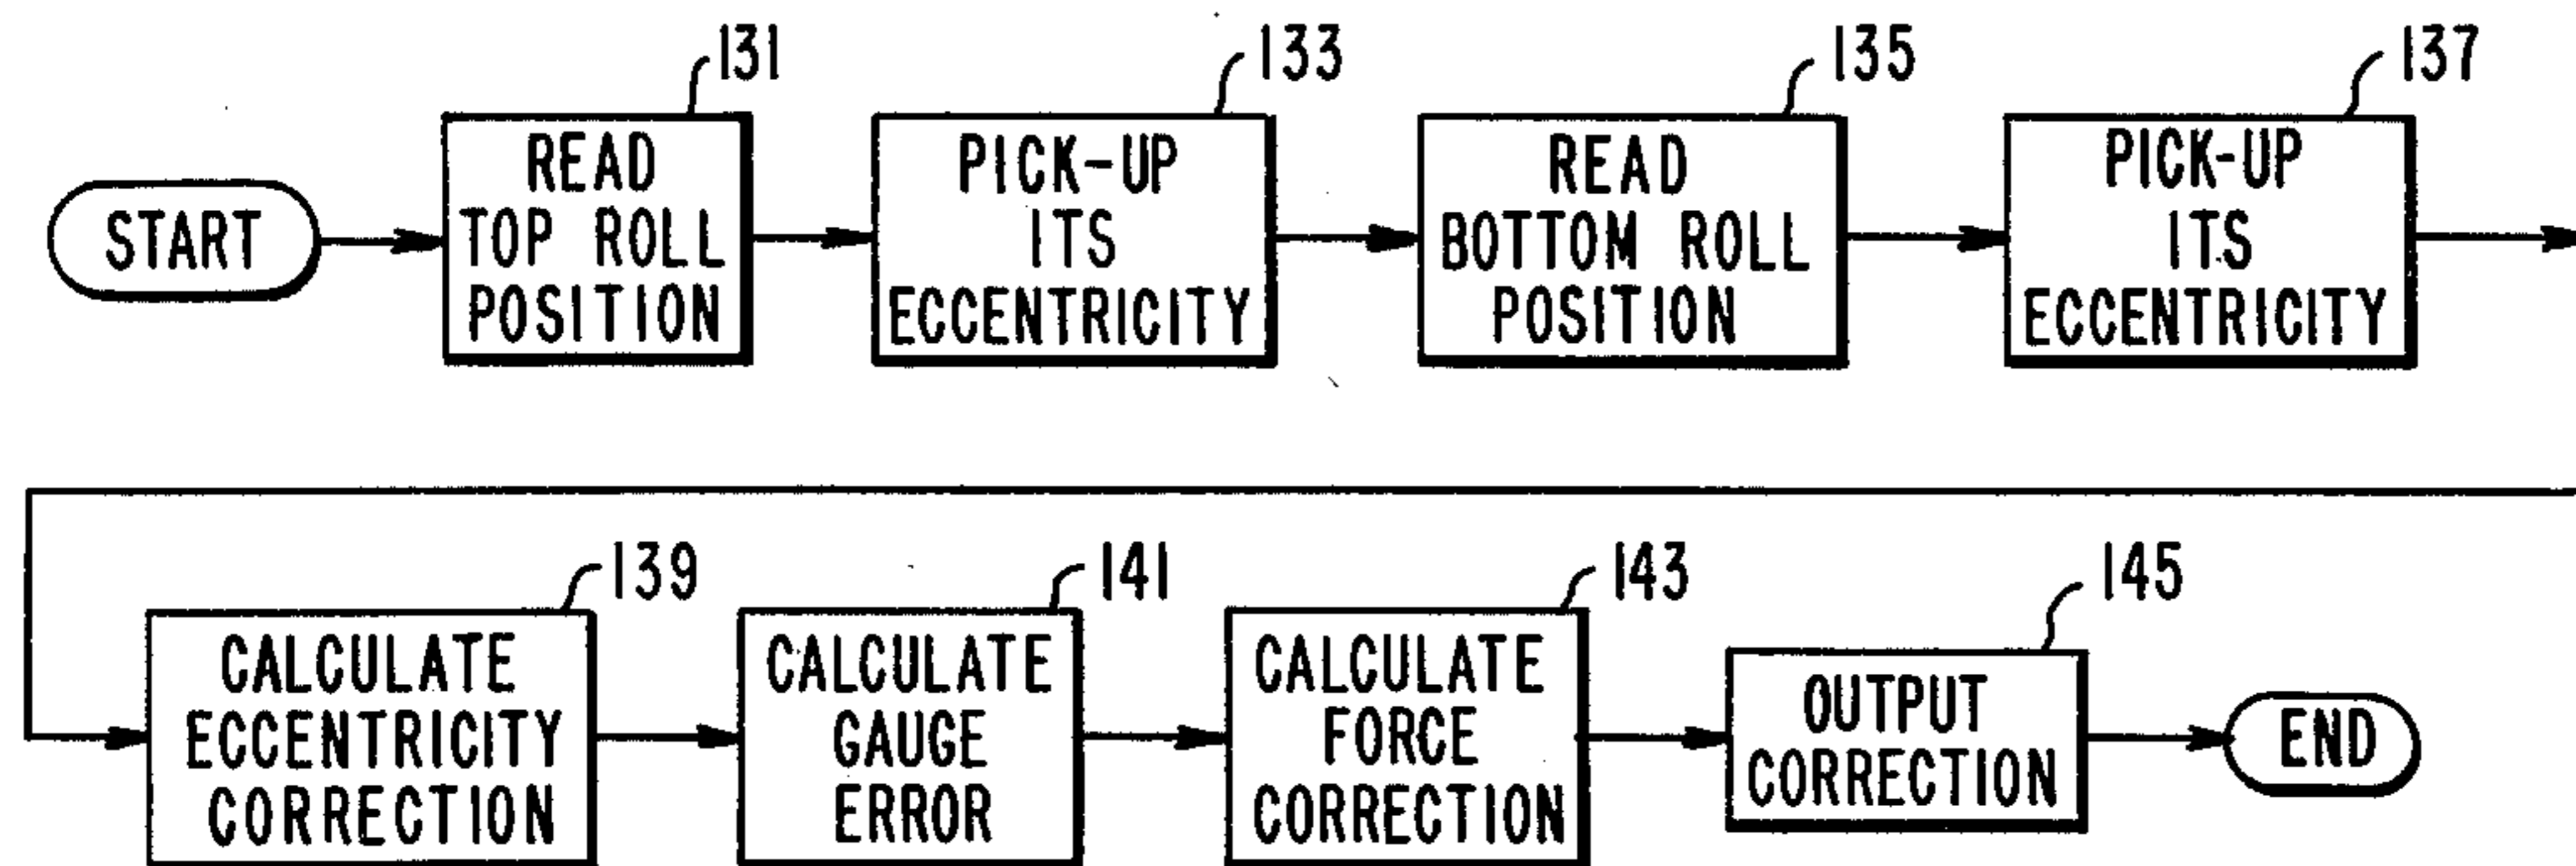 131
133
135
137
START
READ
TOP ROLL
POSITION
PICK-UP
ITS
ECCENTRICITY
READ
BOTTOM ROLL
POSITION
PICK-UP
ITS
ECCENTRICITY
139
141
143
145
CALCULATE
ECCENTRICITY
CORRECTION
CALCULATE
GAUGE
ERROR
CALCULATE
FORCE
CORRECTION
OUTPUT
CORRECTION
END